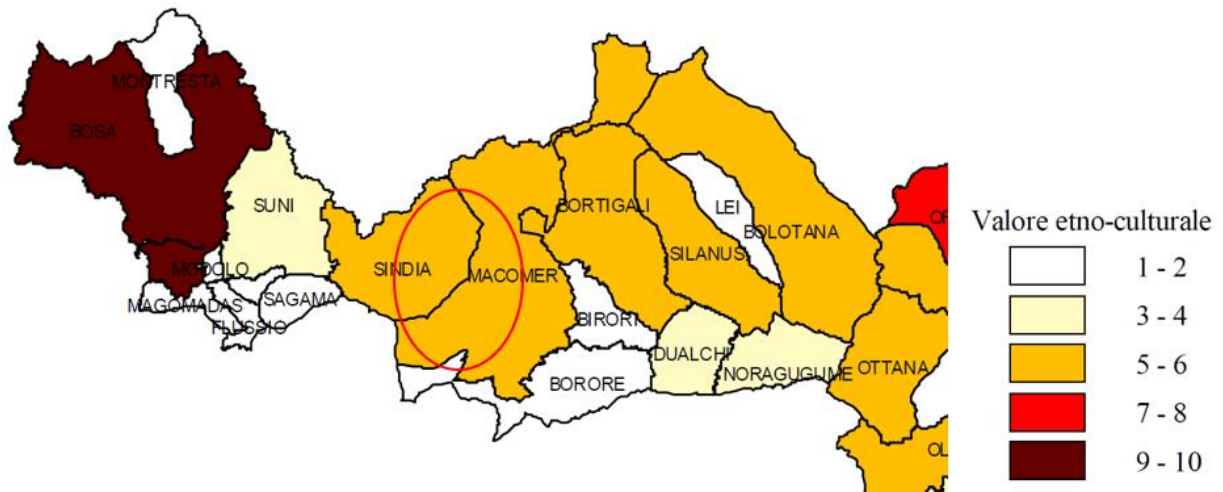 MONTRESTA
BOSA
SUNI
MODOLO
MAGOMADAS
SAGAMA
FLUSSIO
SINDIA
MACOMER
BORTIGALI
LEI
BOLOTANA
SILANUS
BIRORI
DUALCHI
NORAGUGUME
BORORE
OTTANA
OL
Valore etno-culturale
1 - 2
3 - 4
5 - 6
7 - 8
9 - 10